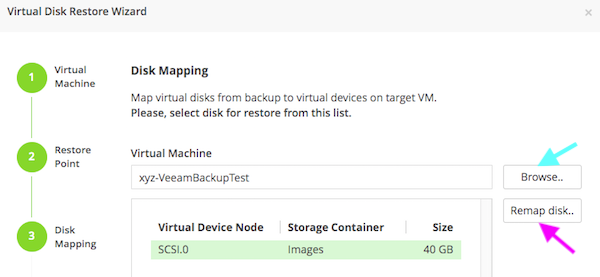 Virtual Disk Restore Wizard ×
1 Virtual Machine
Disk Mapping
Map virtual disks from backup to virtual devices on target VM.
Please, select disk for restore from this list.
2 Restore Point
Virtual Machine
xyz-VeeamBackupTest Browse..
Remap disk..
3 Disk Mapping
Virtual Device Node Storage Container Size
SCSI.0 Images 40 GB